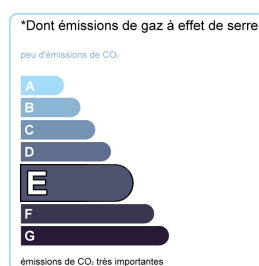 *Dont émissions de gaz à effet de serre
peu d'émissions de CO₂
A
B
C
D
E
F
G
émissions de CO₂ très importantes